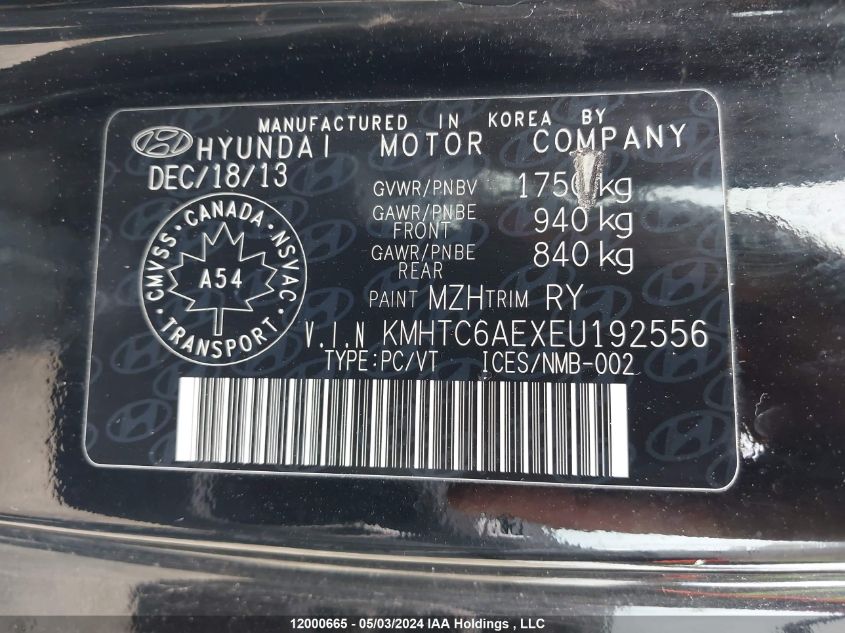 MANUFACTURED IN KOREA BY
HYUNDAI MOTOR COMPANY
DEC/18/13
GVWR/PNBV 1750 kg
GAWR/PNBE FRONT 940 kg
GAWR/PNBE REAR 840 kg
CMVSS · CANADA · NSVAC
A54
TRANSPORT
PAINT MZH TRIM RY
V.I.N KMHTC6AEXEU192556
TYPE:PC/VT ICES/NMB-002
12000665 - 05/03/2024 IAA Holdings , LLC